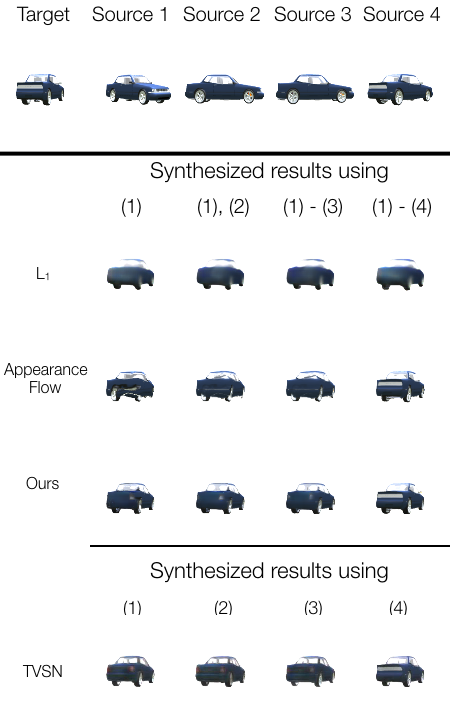 Target Source 1 Source 2 Source 3 Source 4
Synthesized results using
(1) (1), (2) (1) - (3) (1) - (4)
L₁
Appearance
Flow
Ours
Synthesized results using
(1) (2) (3) (4)
TVSN